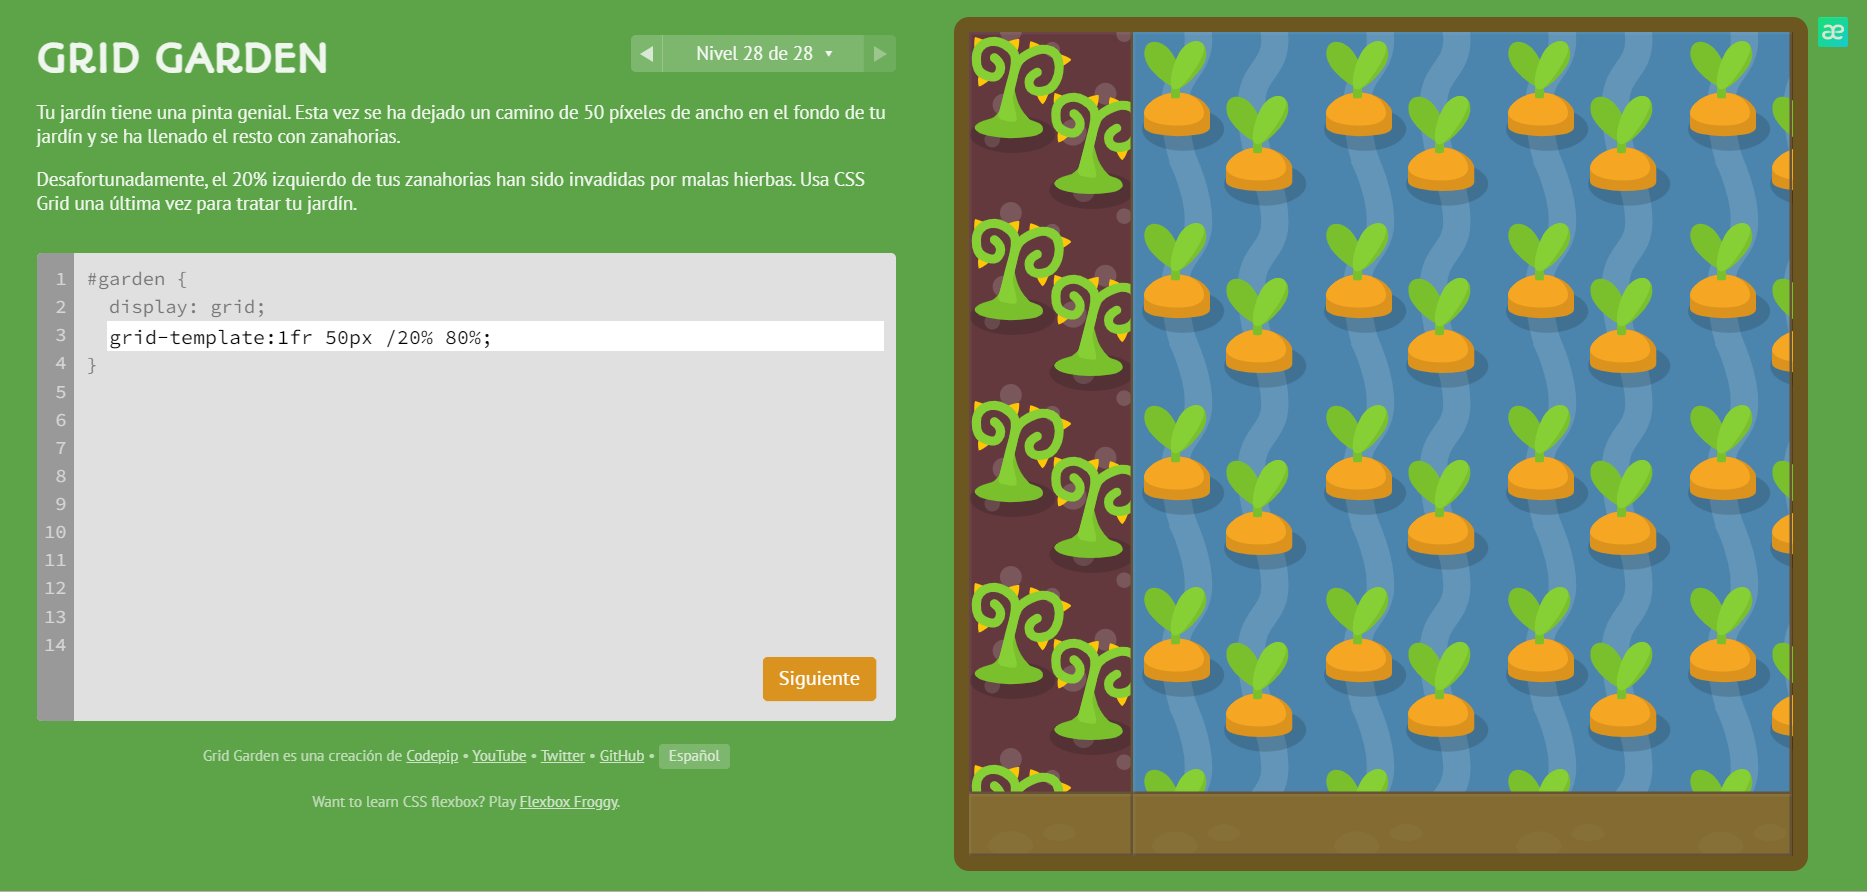 GRID GARDEN
Nivel 28 de 28
Tu jardín tiene una pinta genial. Esta vez se ha dejado un camino de 50 píxeles de ancho en el fondo de tu
jardín y se ha llenado el resto con zanahorias.
Desafortunadamente, el 20% izquierdo de tus zanahorias han sido invadidas por malas hierbas. Usa CSS
Grid una última vez para tratar tu jardín.
1 #garden {
2 display: grid;
3 grid-template:1fr 50px /20% 80%;
4 }
5
6
7
8
9
10
11
12
13
14
Siguiente
Grid Garden es una creación de Codepip • YouTube • Twitter • GitHub • Español
Want to learn CSS flexbox? Play Flexbox Froggy.
æ